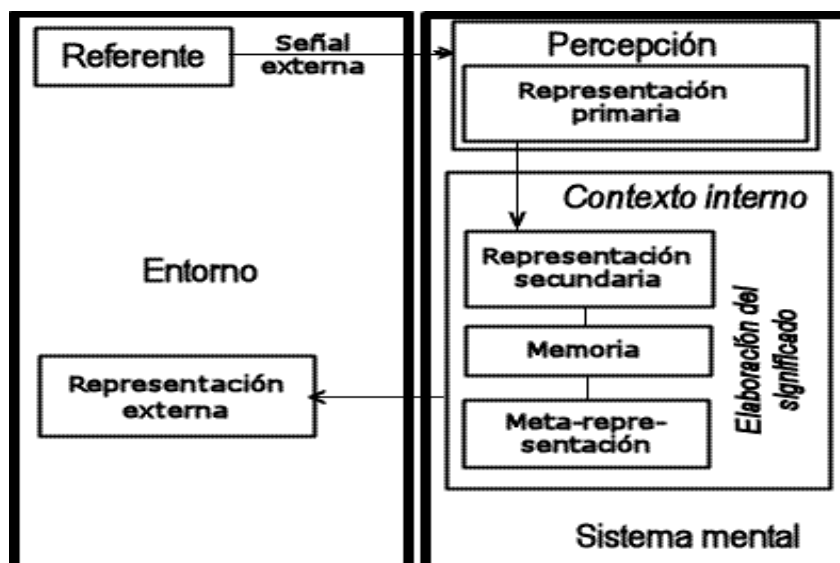 Referente
Señal
externa
Entorno
Representación
externa
Percepción
Representación
primaria
Contexto interno
Representación
secundaria
Memoria
Meta-repre-
sentación
Elaboración del
significado
Sistema mental